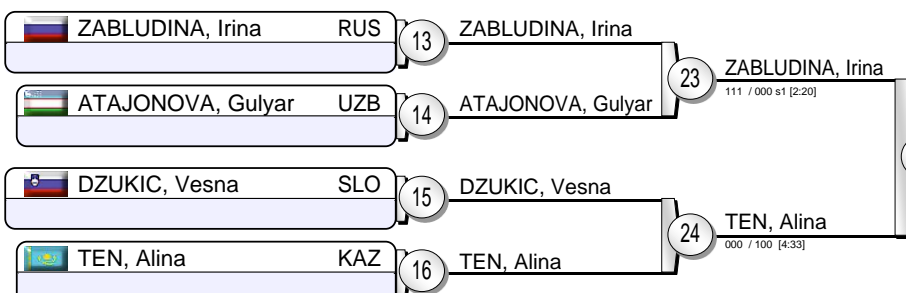 ZABLUDINA, Irina RUS
13
ZABLUDINA, Irina
23
ZABLUDINA, Irina
111 / 000 s1 [2:20]
ATAJONOVA, Gulyar UZB
14
ATAJONOVA, Gulyar
DZUKIC, Vesna SLO
15
DZUKIC, Vesna
24
TEN, Alina
000 / 100 [4:33]
TEN, Alina KAZ
16
TEN, Alina